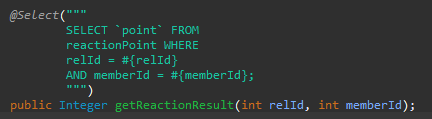 @Select("""
SELECT `point` FROM
reactionPoint WHERE
relId = #{relId}
AND memberId = #{memberId};
""")
public Integer getReactionResult(int relId, int memberId);